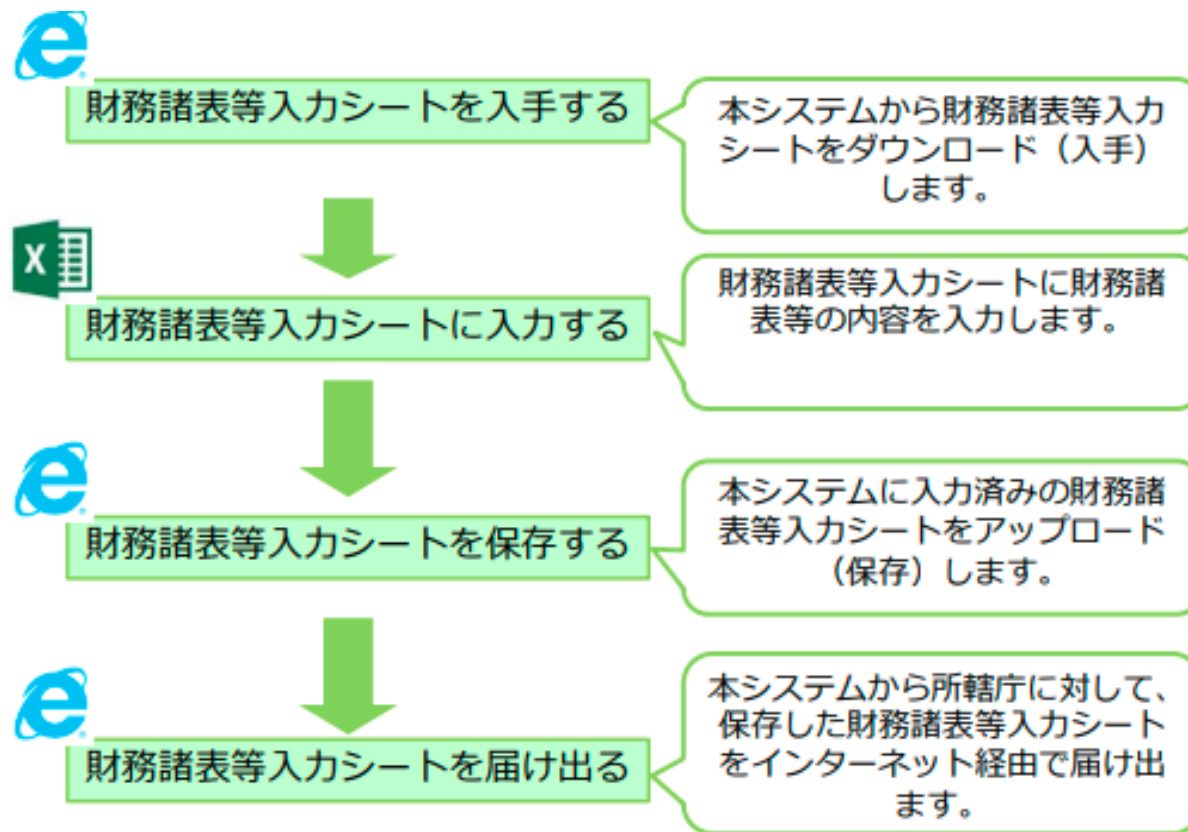 財務諸表等入力シートを入手する
本システムから財務諸表等入力
シートをダウンロード（入手）
します。
X
財務諸表等入力シートに入力する
財務諸表等入力シートに財務諸
表等の内容を入力します。
財務諸表等入力シートを保存する
本システムに入力済みの財務諸
表等入力シートをアップロード
（保存）します。
財務諸表等入力シートを届け出る
本システムから所轄庁に対して、
保存した財務諸表等入力シート
をインターネット経由で届け出
ます。